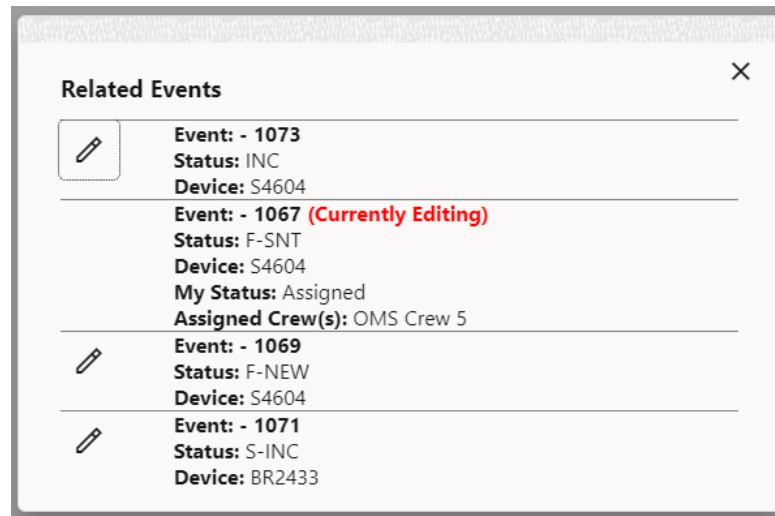 Related Events
Event: - 1073
Status: INC
Device: S4604
Event: - 1067 (Currently Editing)
Status: F-SNT
Device: S4604
My Status: Assigned
Assigned Crew(s): OMS Crew 5
Event: - 1069
Status: F-NEW
Device: S4604
Event: - 1071
Status: S-INC
Device: BR2433